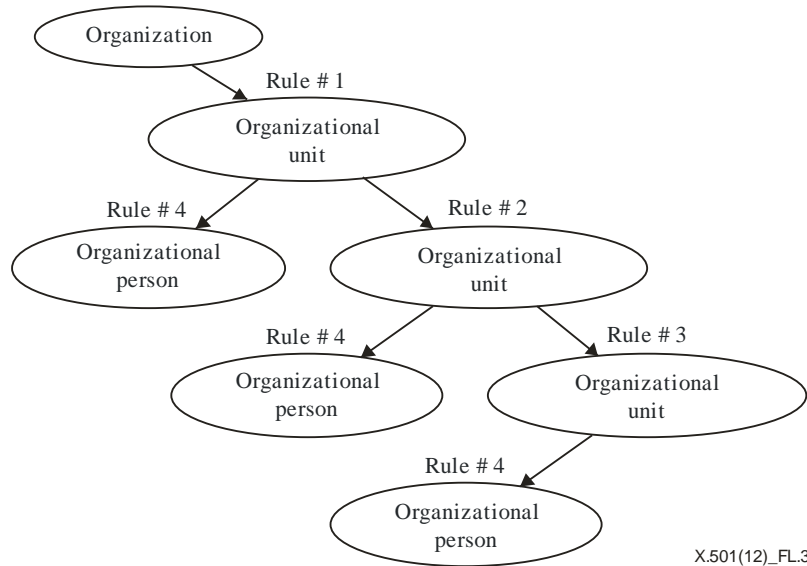 Organization
Rule # 1
Organizational
unit
Rule # 4
Rule # 2
Organizational
person
Organizational
unit
Rule # 4
Rule # 3
Organizational
person
Organizational
unit
Rule # 4
Organizational
person
X.501(12)_FL.3